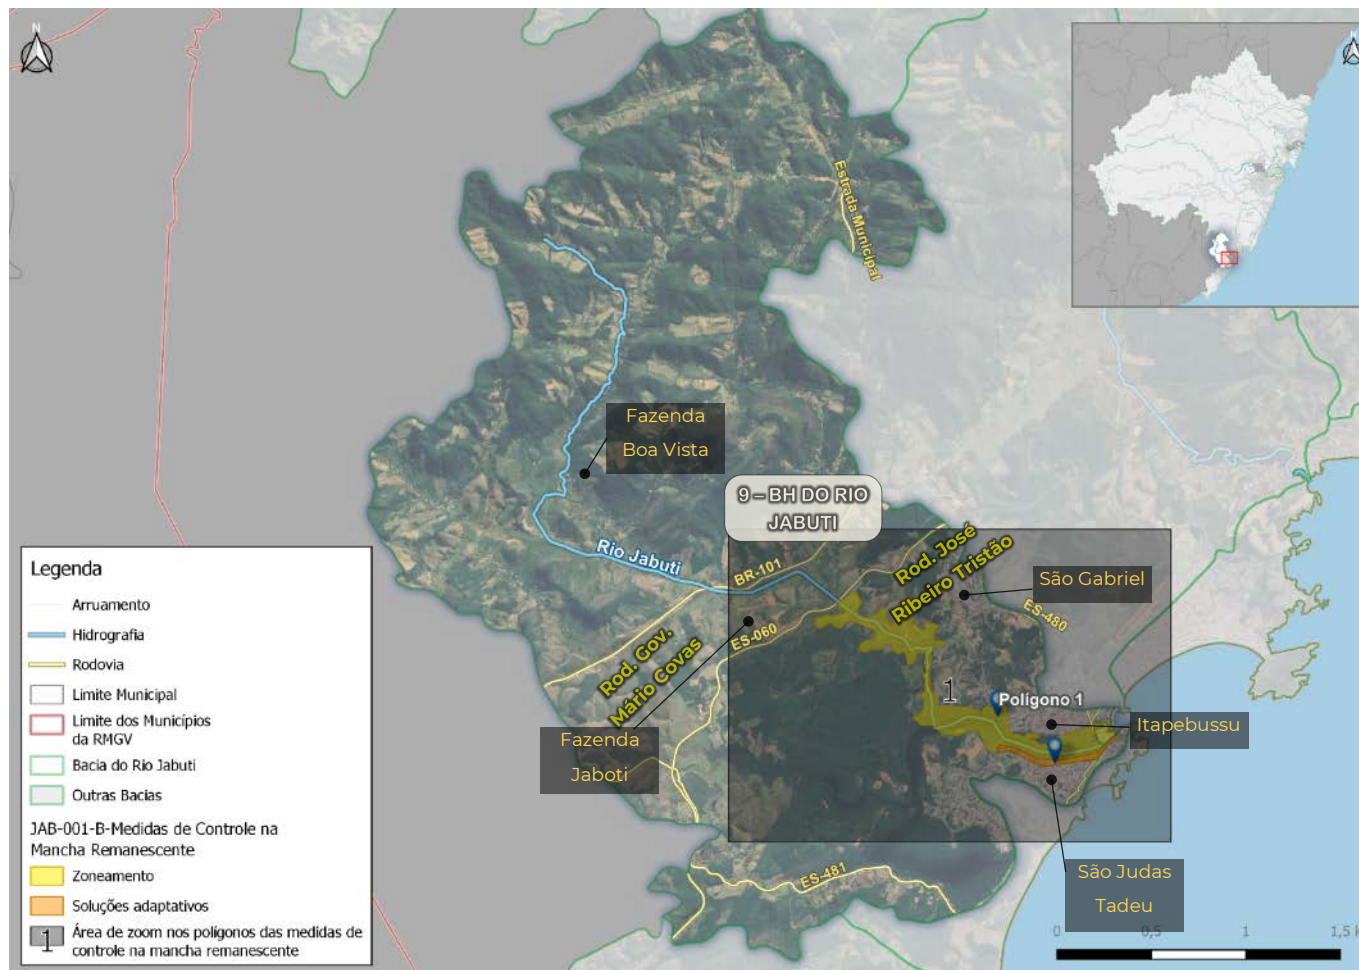 N
N
Estrada Municipal
Fazenda
Boa Vista
9 – BH DO RIO
JABUTI
Rio Jabuti
BR-101
Rod. José
Ribeiro Tristão
São Gabriel
ES-480
ES-060
Rod. Gov.
Mário Covas
1
Polígono 1
Itapebussu
Fazenda
Jaboti
ES-481
São Judas
Tadeu
0
0,5
1
1,5 k
Legenda
Arruamento
Hidrografia
Rodovia
Limite Municipal
Limite dos Municípios
da RMGV
Bacia do Rio Jabuti
Outras Bacias
JAB-001-B-Medidas de Controle na
Mancha Remanescente
Zoneamento
Soluções adaptativos
1
Área de zoom nos polígonos das medidas de
controle na mancha remanescente